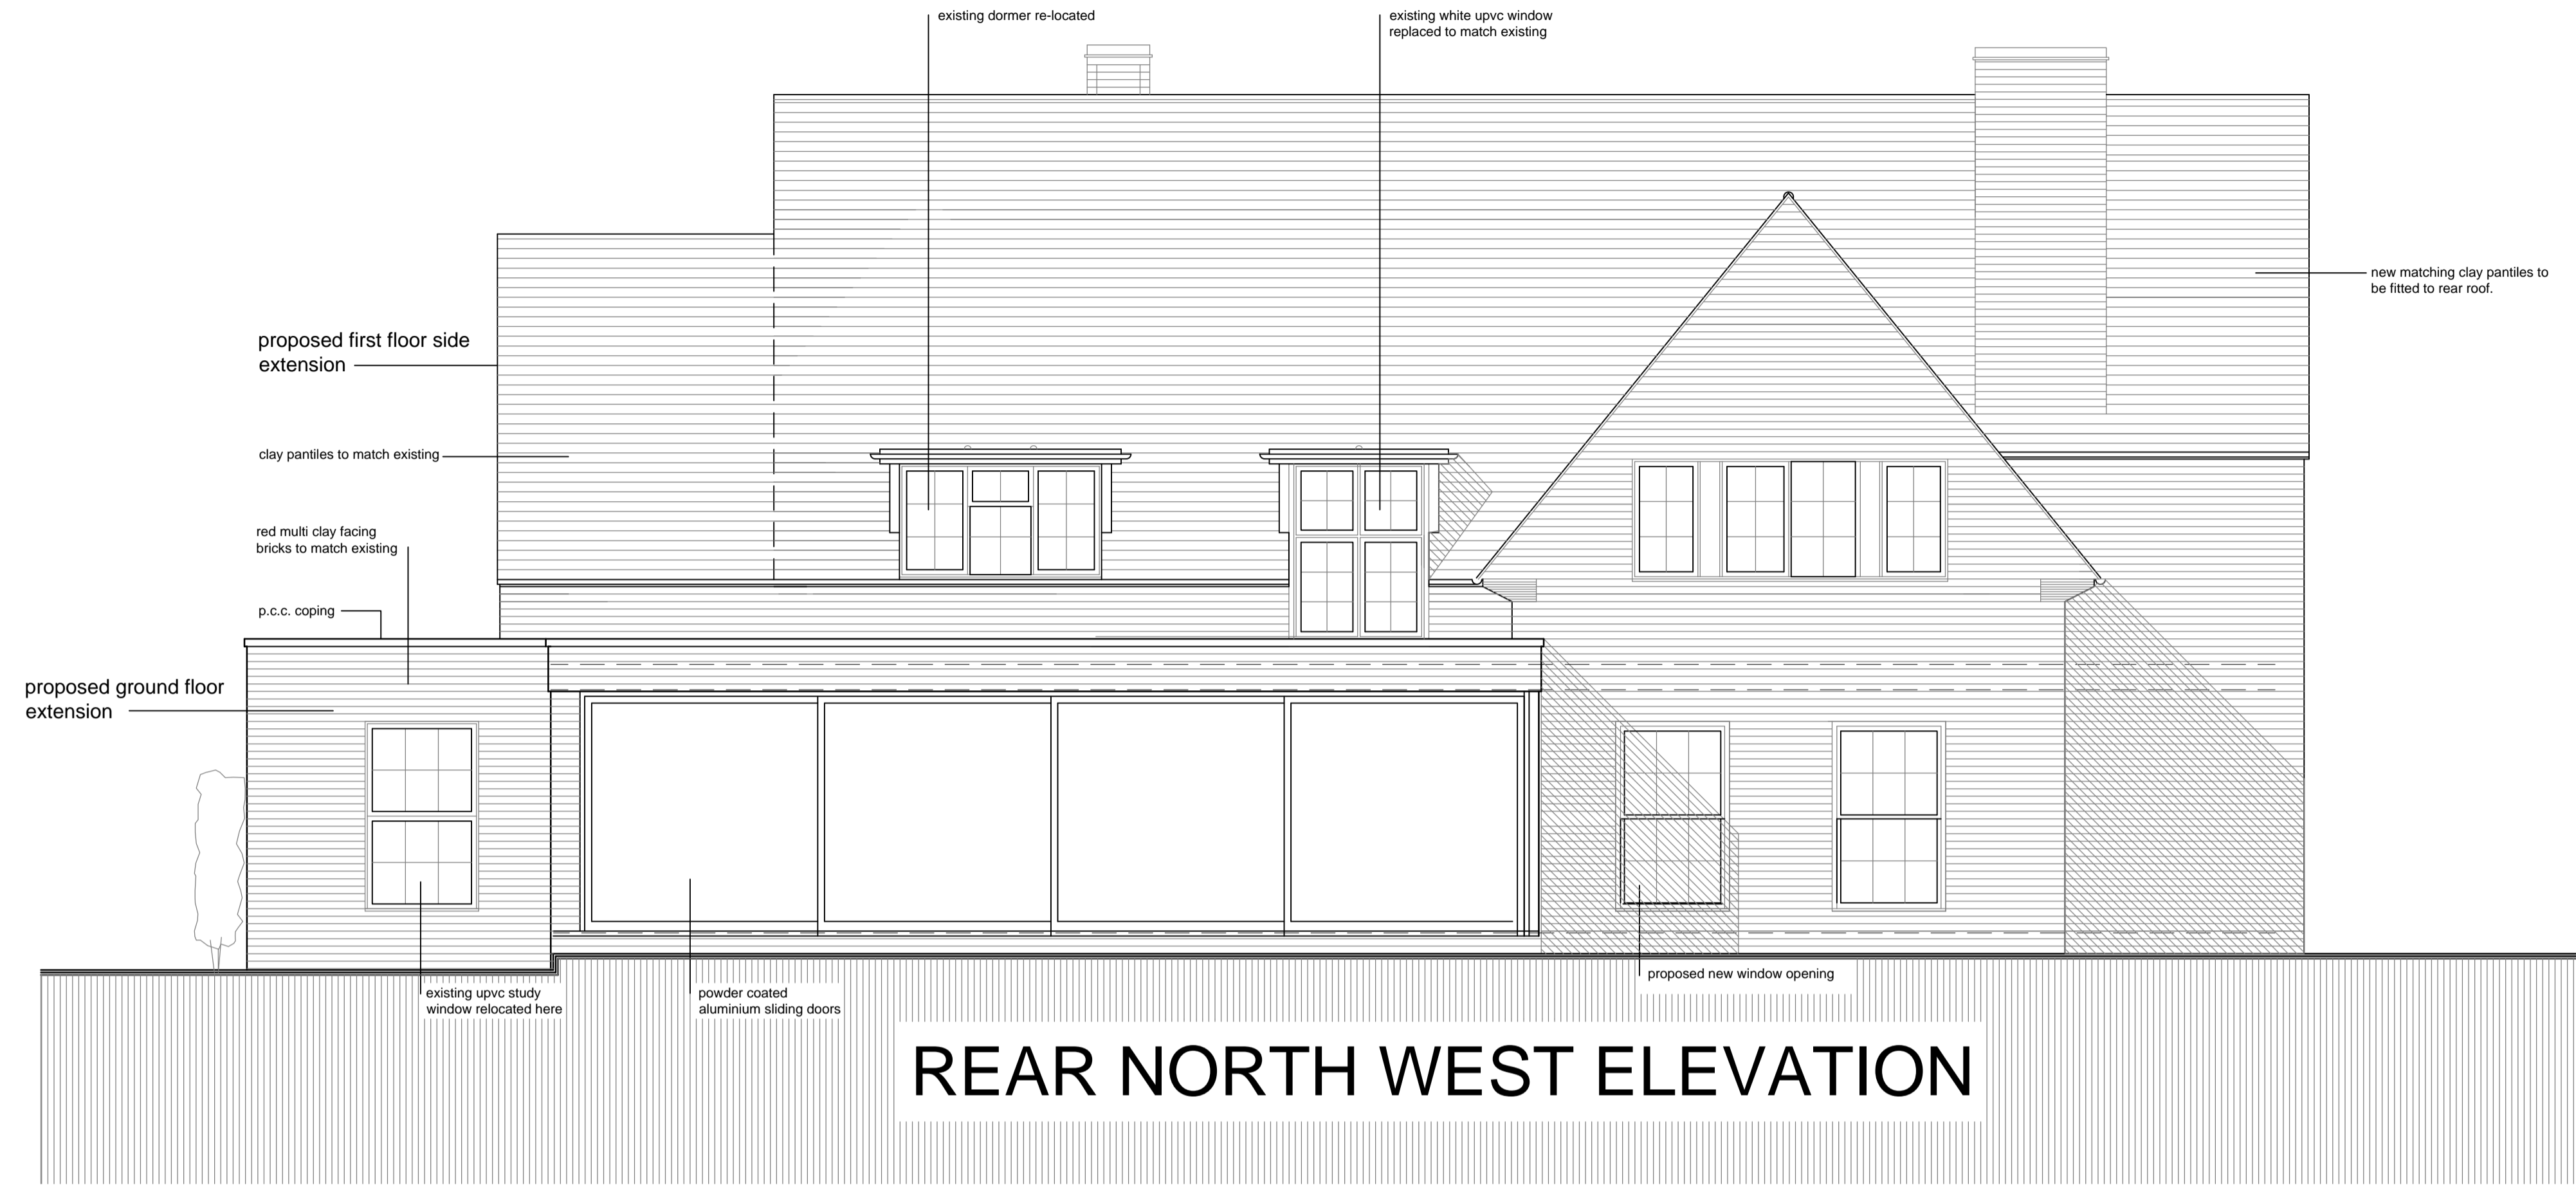 existing dormer re-located
existing white upvc window
replaced to match existing
new matching clay pantiles to
be fitted to rear roof.
proposed first floor side
extension
clay pantiles to match existing
red multi clay facing
bricks to match existing
p.c.c. coping
proposed ground floor
extension
proposed new window opening
existing upvc study
window relocated here
powder coated
aluminium sliding doors
REAR NORTH WEST ELEVATION